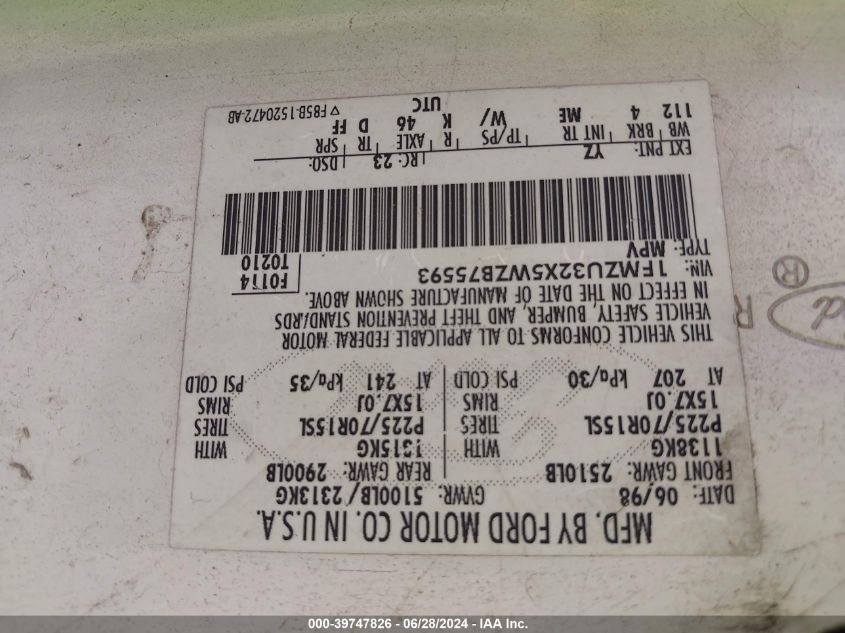 MFD. BY FORD MOTOR CO. IN U.S.A.
DATE: 06/98 GVWR: 5100LB/2313KG
FRONT GAWR: 2510LB REAR GAWR: 2900LB
1138KG WITH 1315KG WITH
P225/70R15SL TIRES P225/70R15SL TIRES
15X7.0J RIMS 15X7.0J RIMS
AT 207 kPa/30 PSI COLD AT 241 kPa/35 PSI COLD
THIS VEHICLE CONFORMS TO ALL APPLICABLE FEDERAL MOTOR
VEHICLE SAFETY, BUMPER, AND THEFT PREVENTION STANDARDS
IN EFFECT ON THE DATE OF MANUFACTURE SHOWN ABOVE.
VIN: 1FMZU32X5WZB75593 F0114
TYPE: MPV T0210
EXT PNT: YZ RC: 23 DSO:
WB BRK INT TR TP/PS R AXLE TR SPR
112 4 ME W/ K 46 D FF
UTC
▽ F85B-1520472-AB
R
®
000-39747826 / 06/28/2024 - IAA Inc.